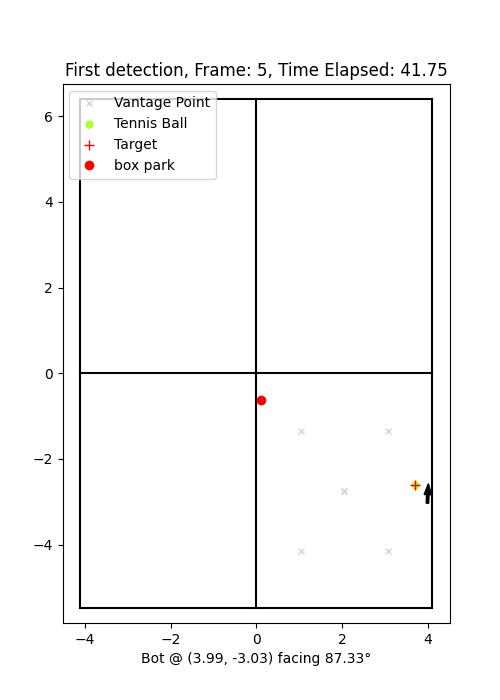 First detection, Frame: 5, Time Elapsed: 41.75
Vantage Point
Tennis Ball
Target
box park
6
4
2
0
−2
−4
−4 −2 0 2 4
Bot @ (3.99, -3.03) facing 87.33°